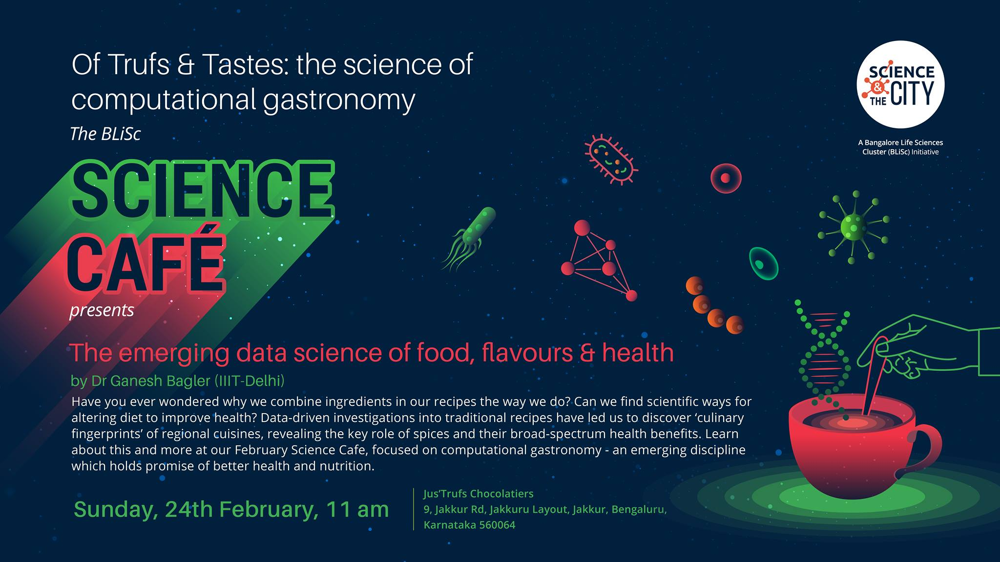 Of Trufs & Tastes: the science of
computational gastronomy
The BLiSc
SCIENCE
CAFÉ
presents
SCIENCE
&
THE CITY
A Bangalore Life Sciences
Cluster (BLiSc) Initiative
The emerging data science of food, flavours & health
by Dr Ganesh Bagler (IIIT-Delhi)
Have you ever wondered why we combine ingredients in our recipes the way we do? Can we find scientific ways for
altering diet to improve health? Data-driven investigations into traditional recipes have led us to discover ‘culinary
fingerprints’ of regional cuisines, revealing the key role of spices and their broad-spectrum health benefits. Learn
about this and more at our February Science Cafe, focused on computational gastronomy - an emerging discipline
which holds promise of better health and nutrition.
Sunday, 24th February, 11 am
Jus’Trufs Chocolatiers
9, Jakkur Rd, Jakkuru Layout, Jakkur, Bengaluru,
Karnataka 560064